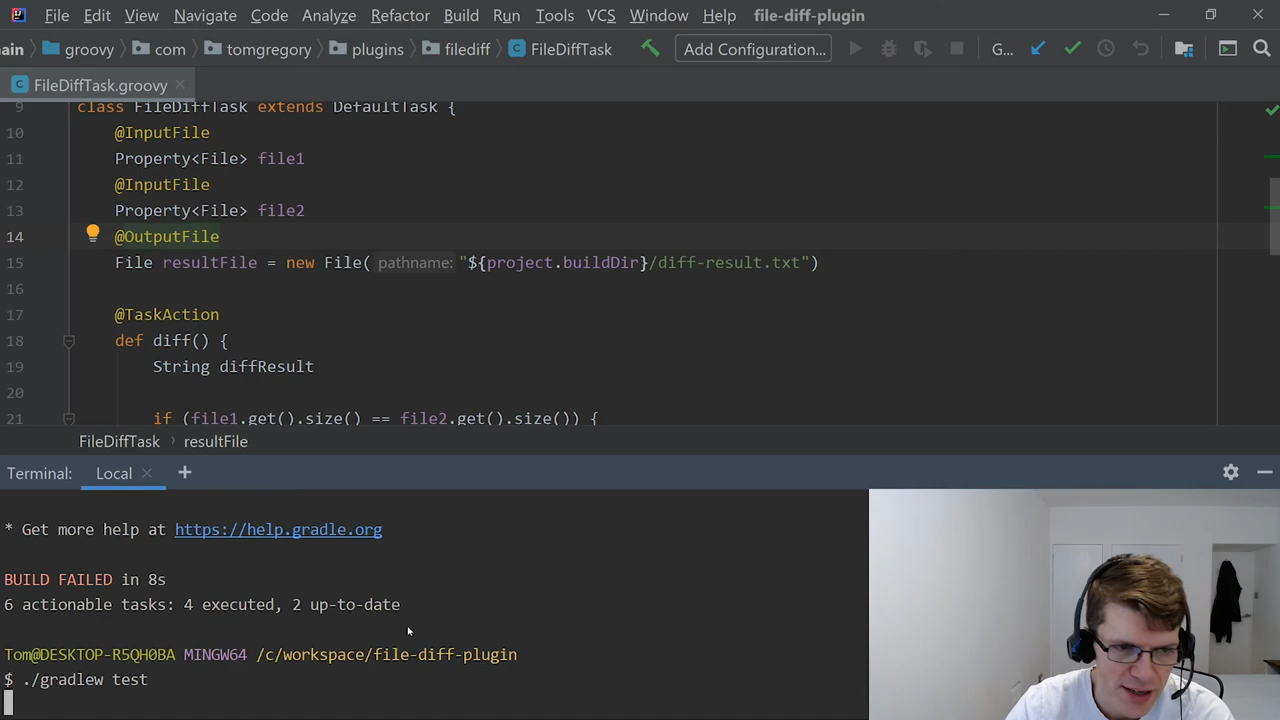 File Edit View Navigate Code Analyze Refactor Build Run Tools VCS Window Help file-diff-plugin
ain groovy com tomgregory plugins filediff FileDiffTask Add Configuration... G...
FileDiffTask.groovy
9 class FileDiffTask extends DefaultTask {
10 @InputFile
11 Property<File> file1
12 @InputFile
13 Property<File> file2
14 @OutputFile
15 File resultFile = new File( pathname: "${project.buildDir}/diff-result.txt")
16
17 @TaskAction
18 def diff() {
19 String diffResult
20
21 if (file1.get().size() == file2.get().size()) {
FileDiffTask › resultFile
Terminal: Local +
* Get more help at https://help.gradle.org
BUILD FAILED in 8s
6 actionable tasks: 4 executed, 2 up-to-date
Tom@DESKTOP-R5QH0BA MINGW64 /c/workspace/file-diff-plugin
$ ./gradlew test